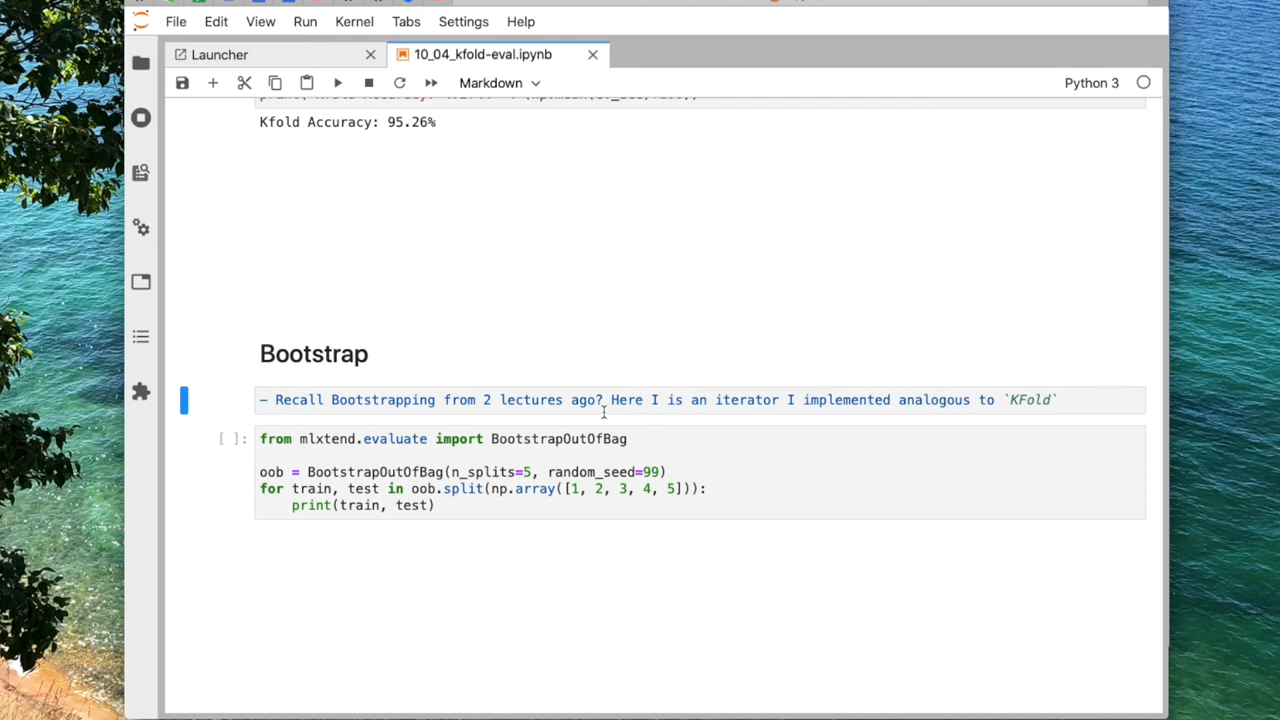 File Edit View Run Kernel Tabs Settings Help
Launcher 10_04_kfold-eval.ipynb
Markdown Python 3
Kfold Accuracy: 95.26%
Bootstrap
- Recall Bootstrapping from 2 lectures ago? Here I is an iterator I implemented analogous to `KFold`
[ ]: from mlxtend.evaluate import BootstrapOutOfBag
oob = BootstrapOutOfBag(n_splits=5, random_seed=99)
for train, test in oob.split(np.array([1, 2, 3, 4, 5])):
print(train, test)